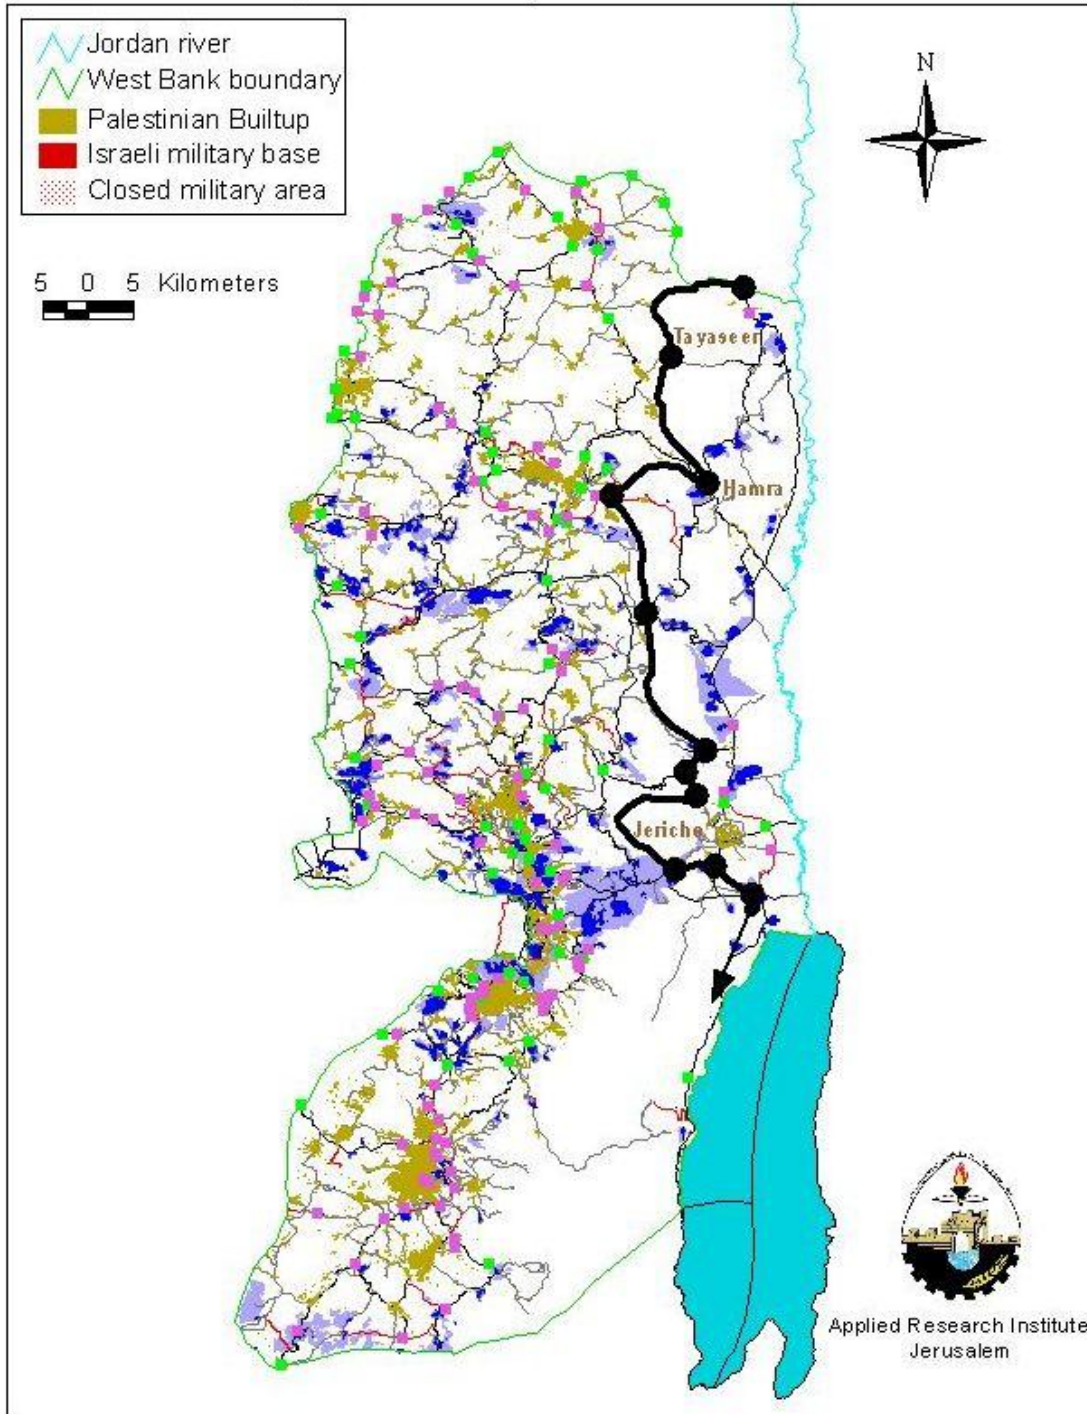 Jordan river
West Bank boundary
Palestinian Builtup
Israeli military base
Closed military area
N
5 0 5 Kilometers
Tayaseer
Hamra
Jericho
Applied Research Institute
Jerusalem